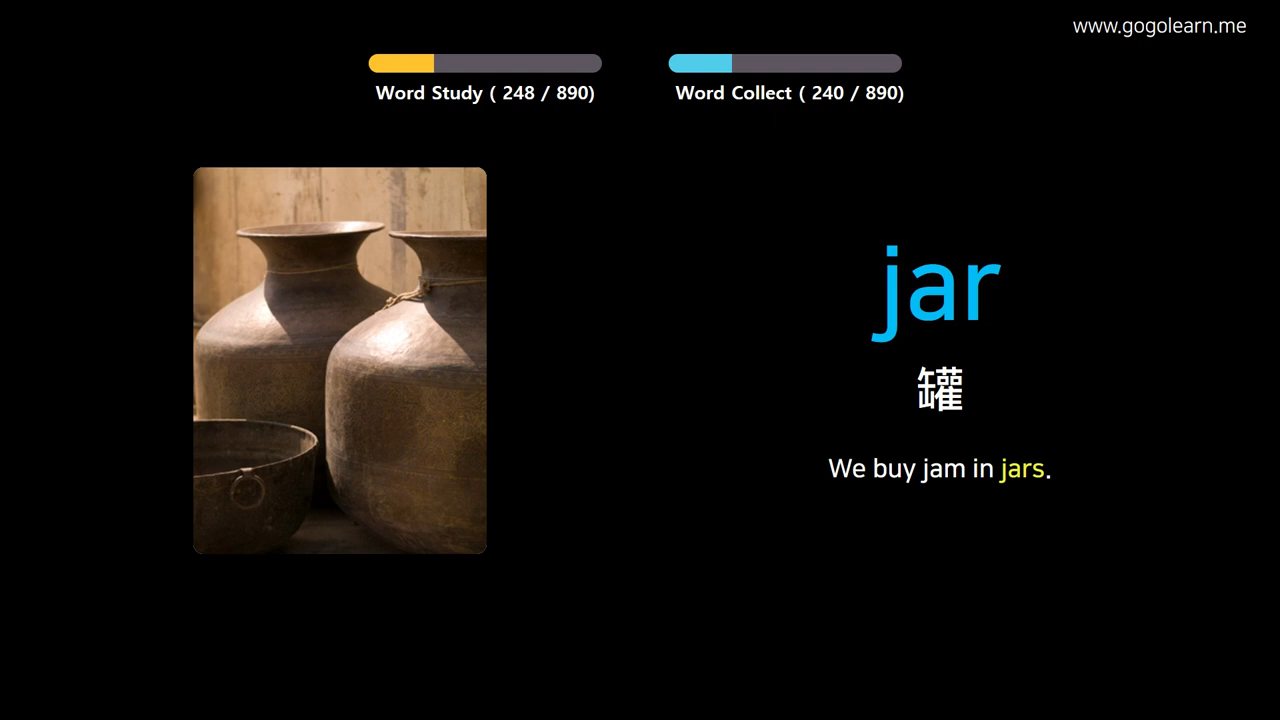 www.gogolearn.me
Word Study ( 248 / 890)
Word Collect ( 240 / 890)
jar
罐
We buy jam in jars.